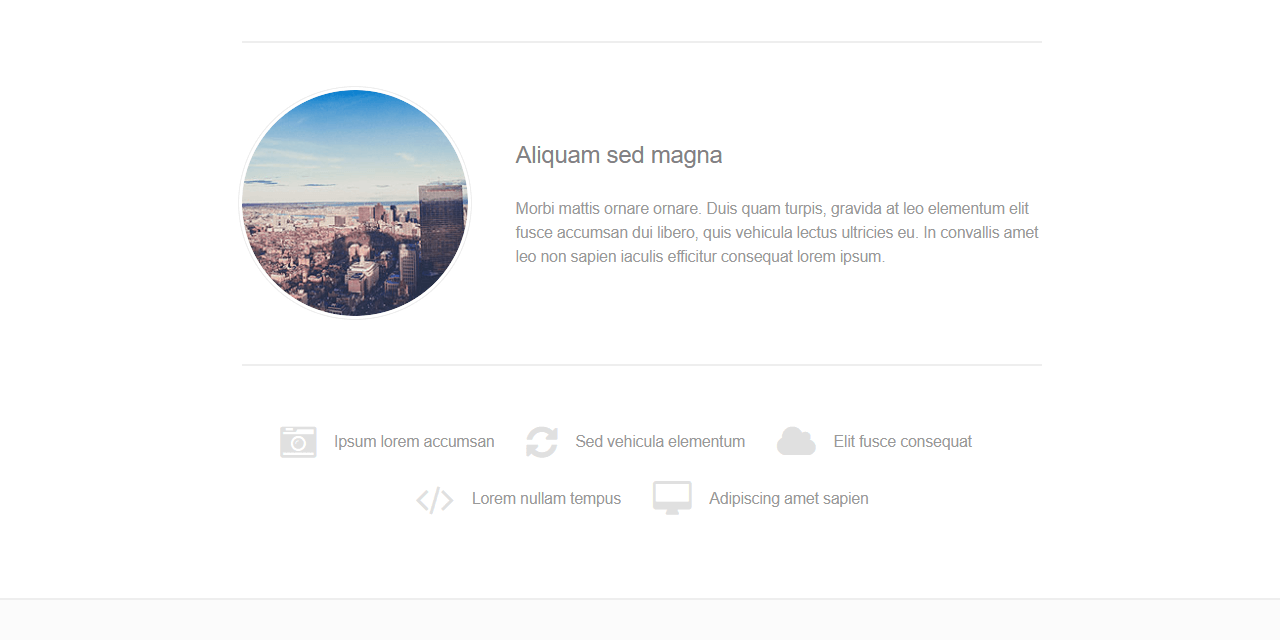 Aliquam sed magna
Morbi mattis ornare ornare. Duis quam turpis, gravida at leo elementum elit
fusce accumsan dui libero, quis vehicula lectus ultricies eu. In convallis amet
leo non sapien iaculis efficitur consequat lorem ipsum.
Ipsum lorem accumsan
Sed vehicula elementum
Elit fusce consequat
Lorem nullam tempus
Adipiscing amet sapien